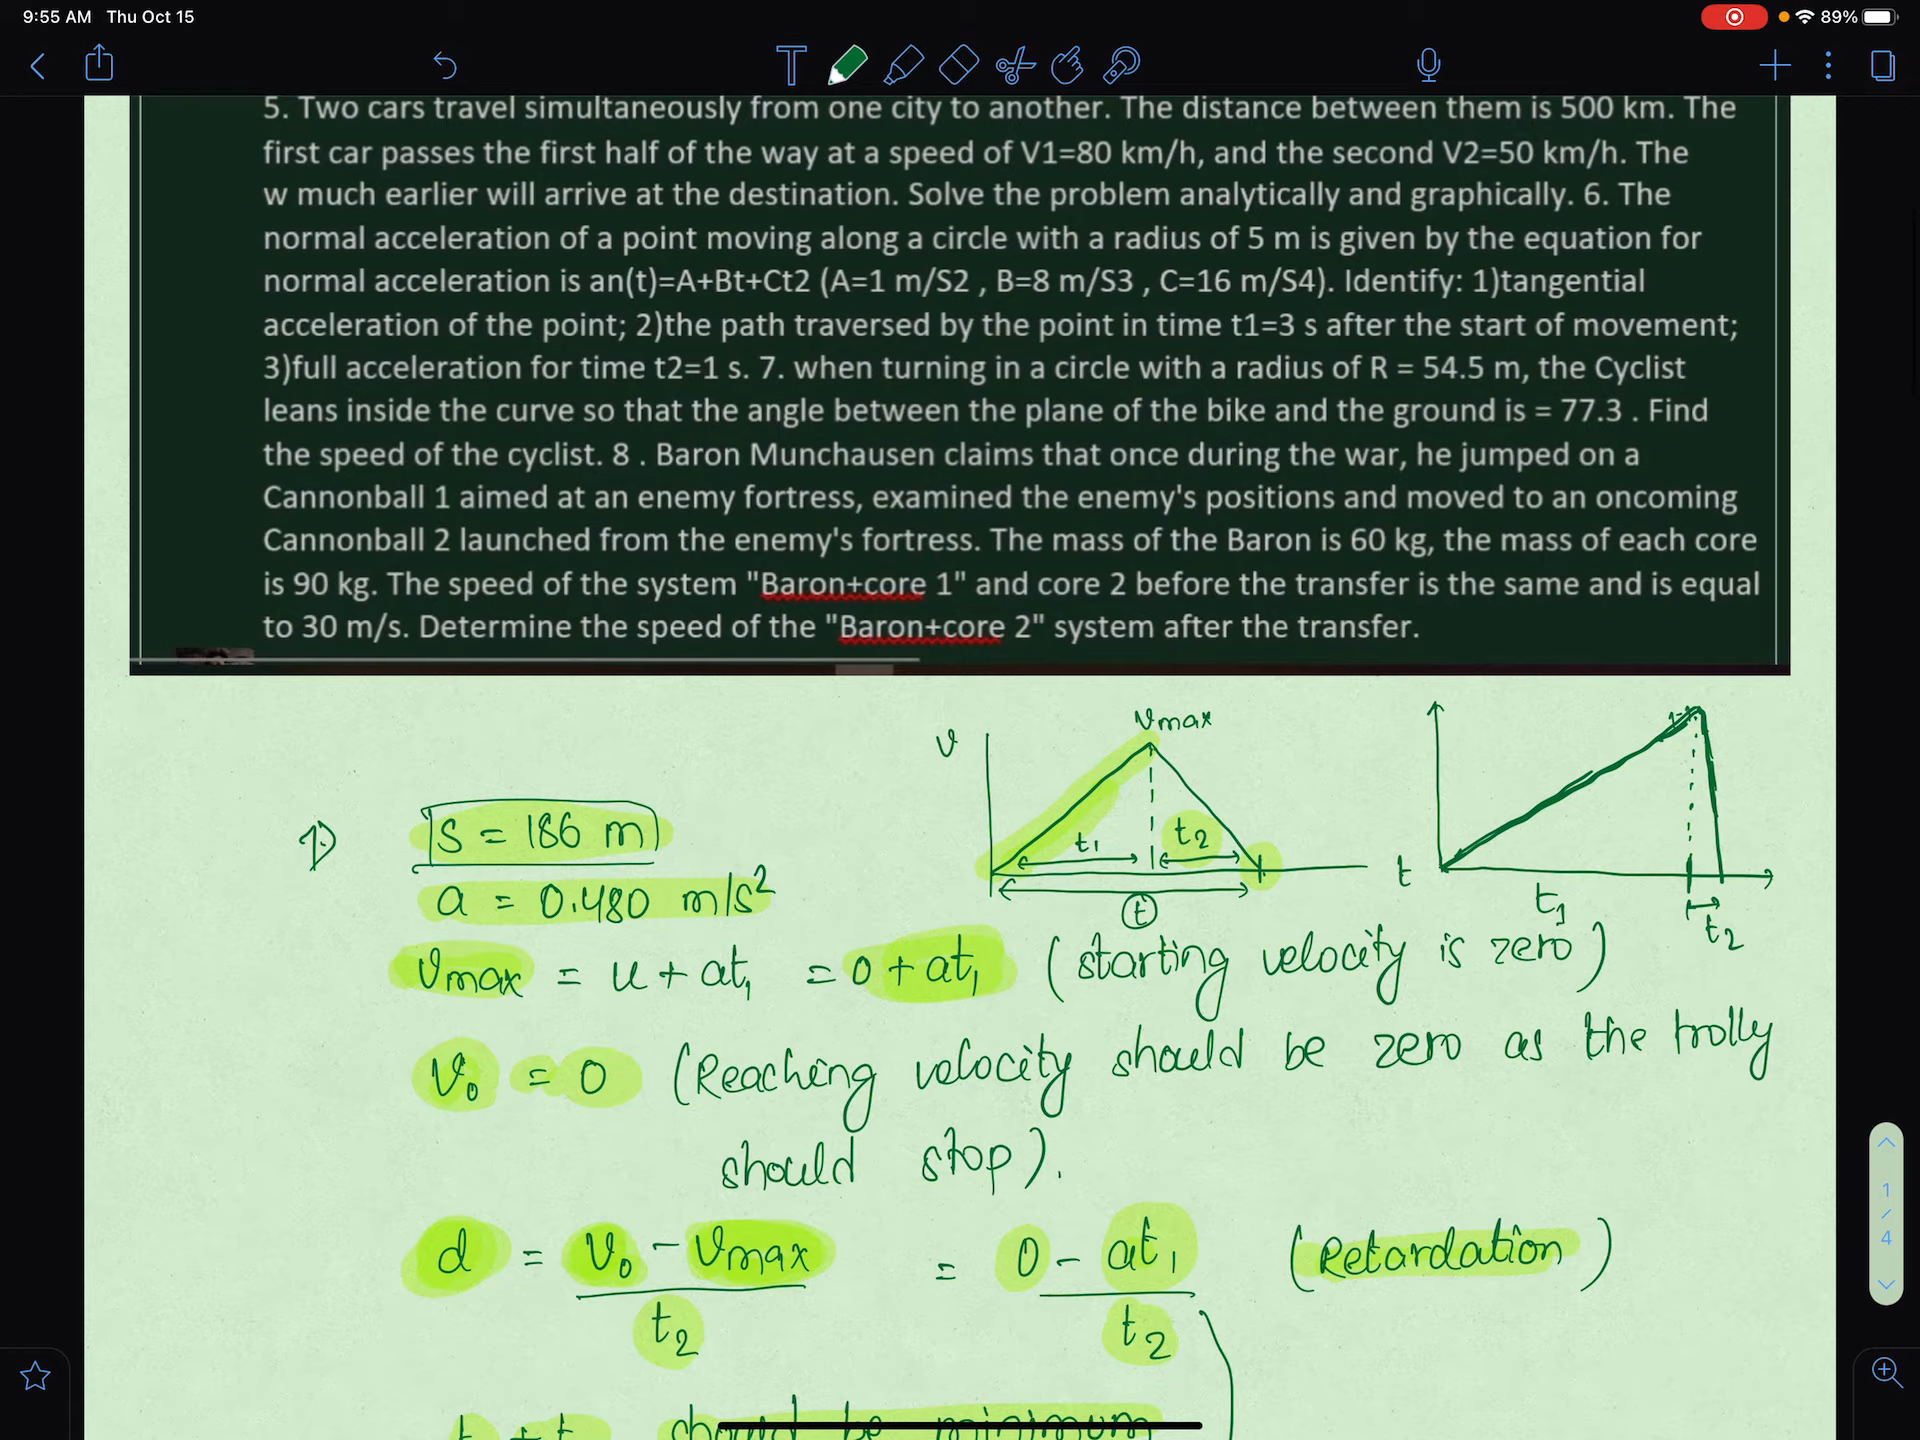 9:55 AM Thu Oct 15
89%
5. Two cars travel simultaneously from one city to another. The distance between them is 500 km. The
first car passes the first half of the way at a speed of V1=80 km/h, and the second V2=50 km/h. The
w much earlier will arrive at the destination. Solve the problem analytically and graphically. 6. The
normal acceleration of a point moving along a circle with a radius of 5 m is given by the equation for
normal acceleration is an(t)=A+Bt+Ct2 (A=1 m/S2 , B=8 m/S3 , C=16 m/S4). Identify: 1)tangential
acceleration of the point; 2)the path traversed by the point in time t1=3 s after the start of movement;
3)full acceleration for time t2=1 s. 7. when turning in a circle with a radius of R = 54.5 m, the Cyclist
leans inside the curve so that the angle between the plane of the bike and the ground is = 77.3 . Find
the speed of the cyclist. 8 . Baron Munchausen claims that once during the war, he jumped on a
Cannonball 1 aimed at an enemy fortress, examined the enemy's positions and moved to an oncoming
Cannonball 2 launched from the enemy's fortress. The mass of the Baron is 60 kg, the mass of each core
is 90 kg. The speed of the system "Baron+core 1" and core 2 before the transfer is the same and is equal
to 30 m/s. Determine the speed of the "Baron+core 2" system after the transfer.
v vmax
t1 t2 t
t
t1 t2
1) S = 186 m
a = 0.480 m/s²
vmax = u + at1 = 0 + at1 (starting velocity is zero)
v0 = 0 (Reaching velocity should be zero as the trolly
should stop).
d = v0 - vmax / t2 = 0 - at1 / t2 (Retardation)
should be minimum
1 / 4